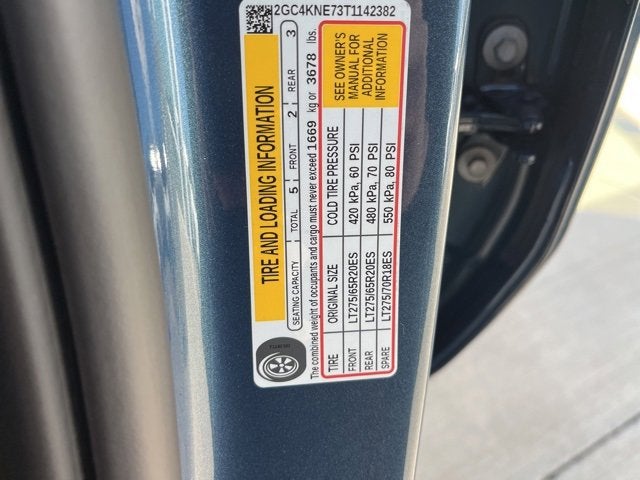 2GC4KNE73T1142382
TIRE AND LOADING INFORMATION
SEATING CAPACITY TOTAL 5 FRONT 2 REAR 3
The combined weight of occupants and cargo must never exceed 1669 kg or 3678 lbs.
TIRE ORIGINAL SIZE COLD TIRE PRESSURE
FRONT LT275/65R20ES 420 kPa, 60 PSI
REAR LT275/65R20ES 480 kPa, 70 PSI
SPARE LT275/70R18ES 550 kPa, 80 PSI
SEE OWNER'S
MANUAL FOR
ADDITIONAL
INFORMATION